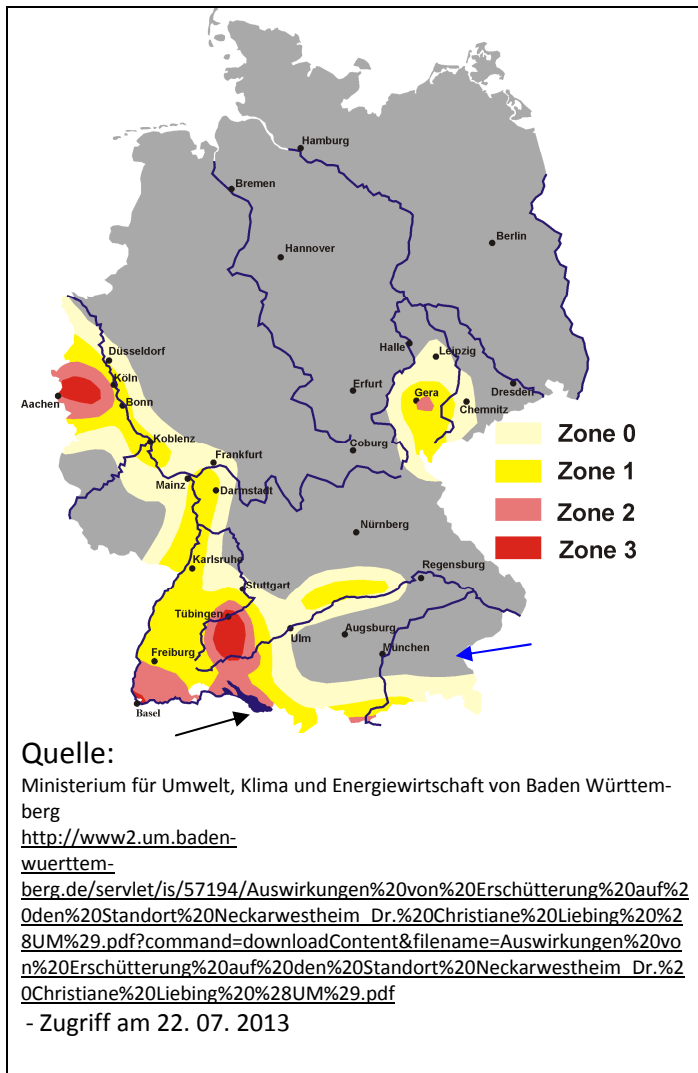 Hamburg
Bremen
Berlin
Hannover
Düsseldorf
Halle
Leipzig
Köln
Erfurt
Gera
Dresden
Aachen
Bonn
Chemnitz
Zone 0
Koblenz
Coburg
Frankfurt
Zone 1
Mainz
Darmstadt
Zone 2
Nürnberg
Zone 3
Karlsruhe
Regensburg
Stuttgart
Tübingen
Ulm
Augsburg
München
Freiburg
Basel
Quelle:
Ministerium für Umwelt, Klima und Energiewirtschaft von Baden Württem-
berg
http://www2.um.baden-
wuerttem-
berg.de/servlet/is/57194/Auswirkungen%20von%20Erschütterung%20auf%2
0den%20Standort%20Neckarwestheim_Dr.%20Christiane%20Liebing%20%2
8UM%29.pdf?command=downloadContent&filename=Auswirkungen%20vo
n%20Erschütterung%20auf%20den%20Standort%20Neckarwestheim_Dr.%2
0Christiane%20Liebing%20%28UM%29.pdf
- Zugriff am 22. 07. 2013